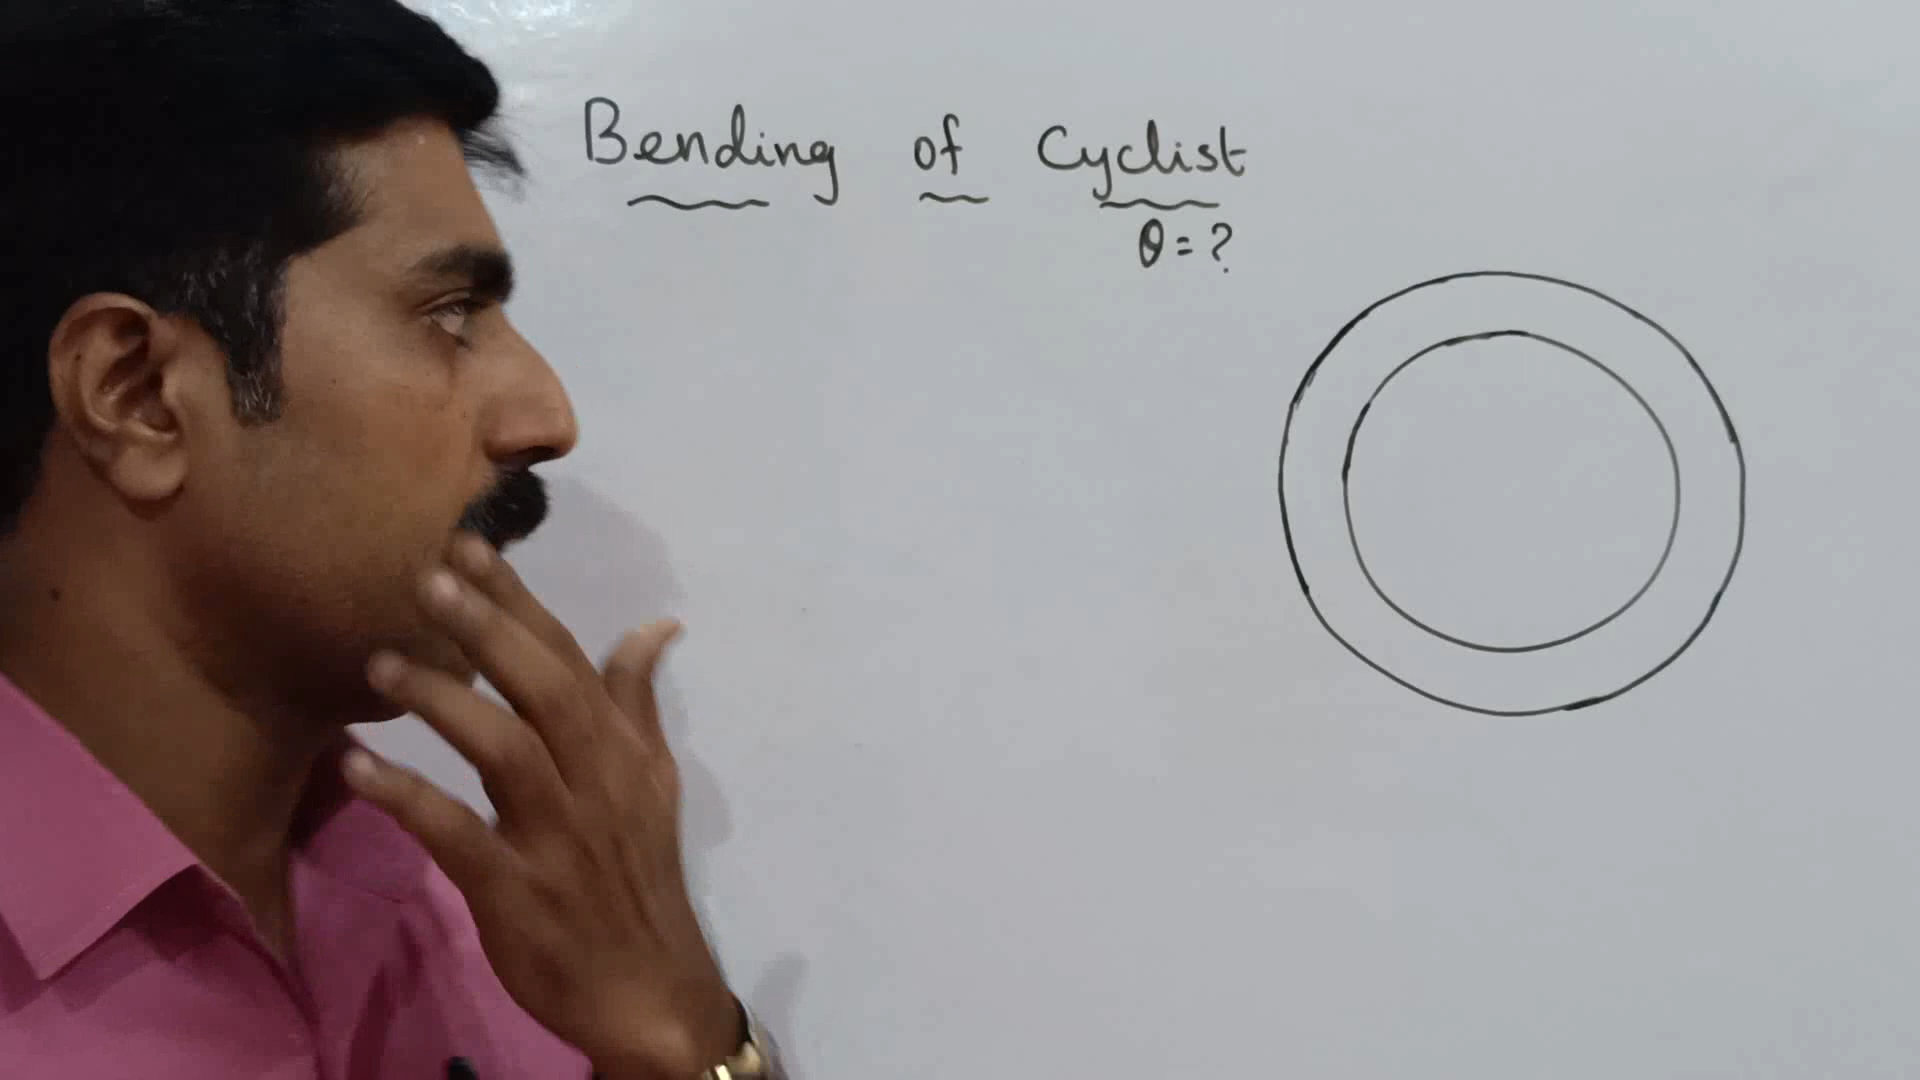 Bending of Cyclist
θ = ?